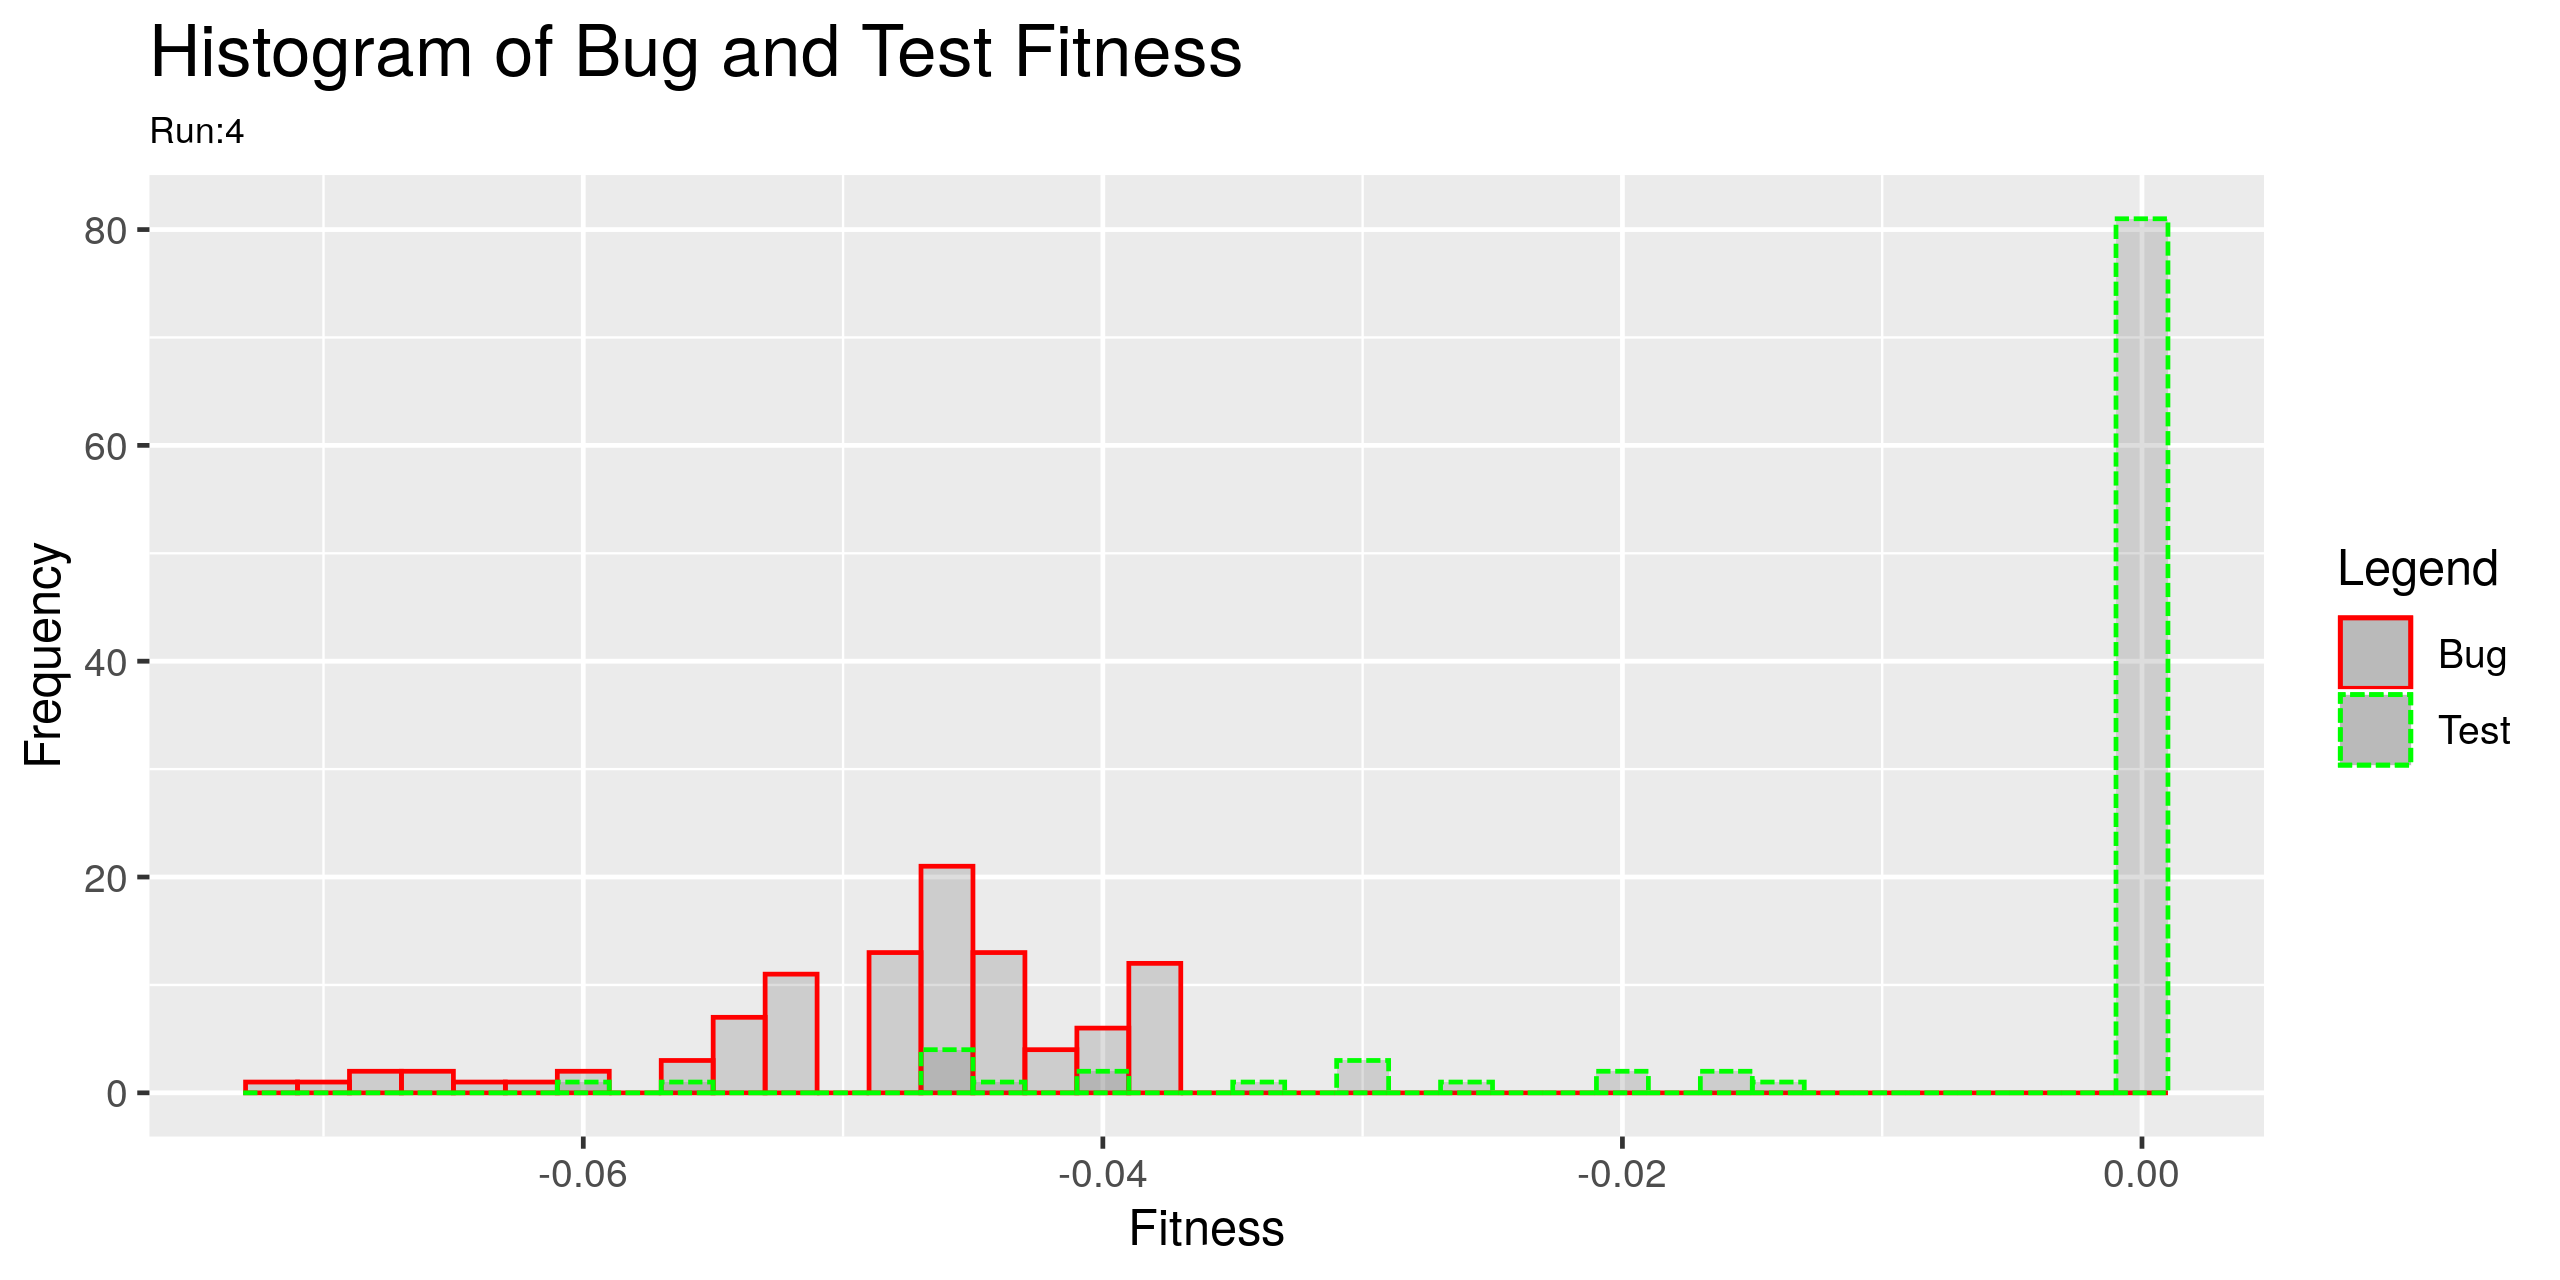 Histogram of Bug and Test Fitness
Run:4
80
60
40
20
0
Frequency
-0.06
-0.04
-0.02
0.00
Fitness
Legend
Bug
Test